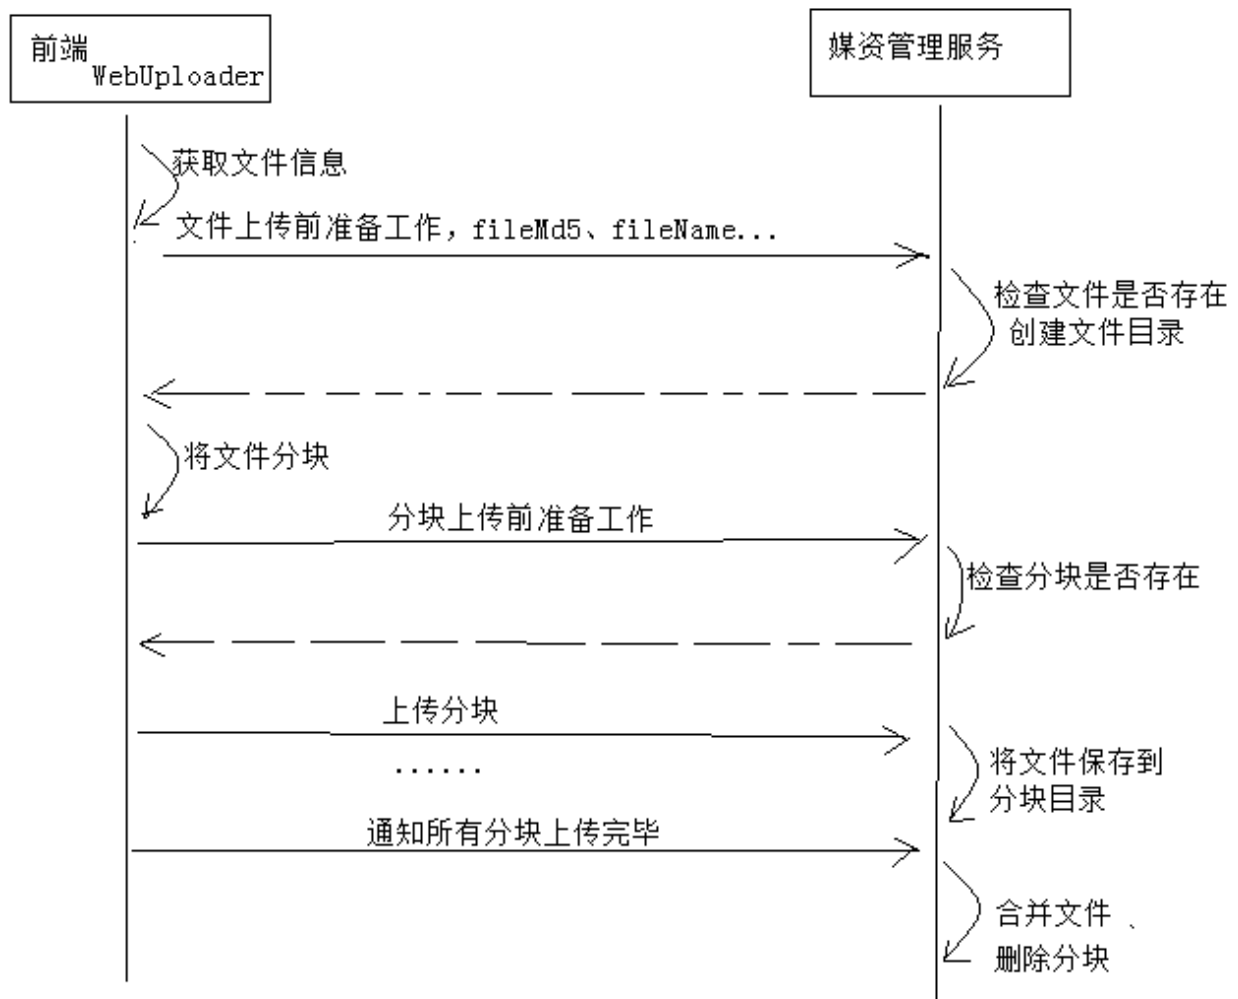 前端
WebUploader
媒资管理服务
获取文件信息
文件上传前准备工作，fileMd5、fileName...
检查文件是否存在
创建文件目录
将文件分块
分块上传前准备工作
检查分块是否存在
上传分块
......
将文件保存到
分块目录
通知所有分块上传完毕
合并文件 、
删除分块